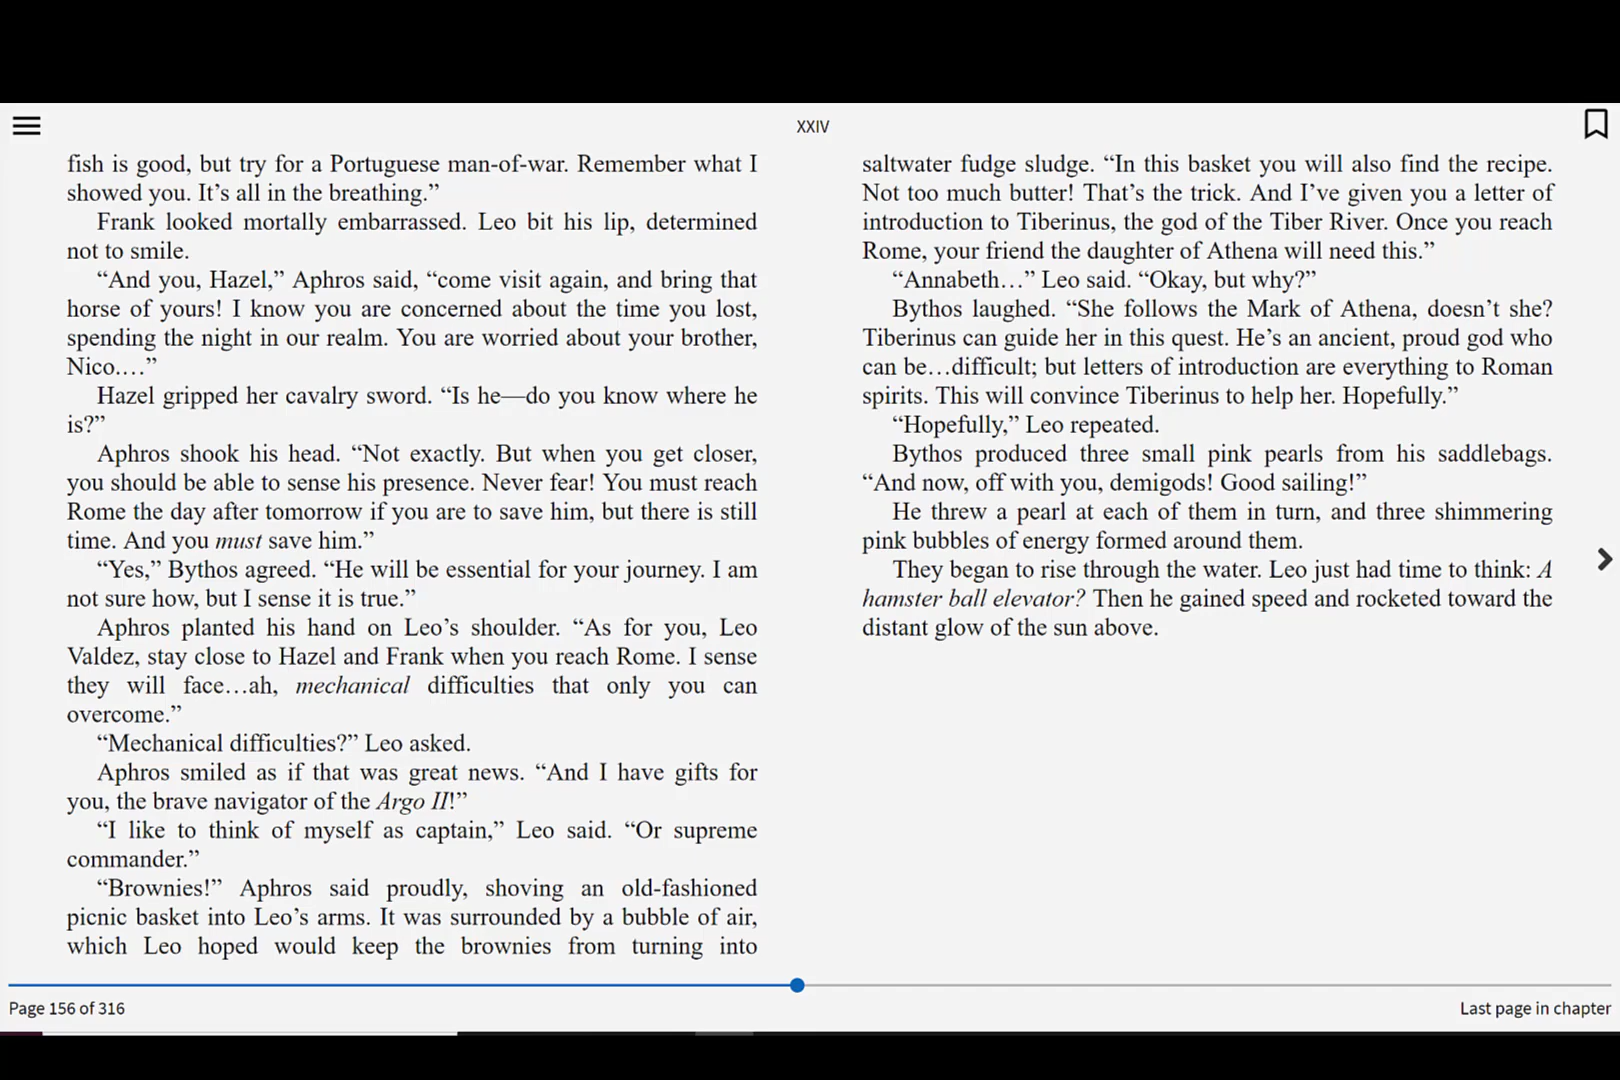 XXIV
fish is good, but try for a Portuguese man-of-war. Remember what I
showed you. It’s all in the breathing.”
Frank looked mortally embarrassed. Leo bit his lip, determined
not to smile.
“And you, Hazel,” Aphros said, “come visit again, and bring that
horse of yours! I know you are concerned about the time you lost,
spending the night in our realm. You are worried about your brother,
Nico.…”
Hazel gripped her cavalry sword. “Is he—do you know where he
is?”
Aphros shook his head. “Not exactly. But when you get closer,
you should be able to sense his presence. Never fear! You must reach
Rome the day after tomorrow if you are to save him, but there is still
time. And you must save him.”
“Yes,” Bythos agreed. “He will be essential for your journey. I am
not sure how, but I sense it is true.”
Aphros planted his hand on Leo’s shoulder. “As for you, Leo
Valdez, stay close to Hazel and Frank when you reach Rome. I sense
they will face…ah, mechanical difficulties that only you can
overcome.”
“Mechanical difficulties?” Leo asked.
Aphros smiled as if that was great news. “And I have gifts for
you, the brave navigator of the Argo II!”
“I like to think of myself as captain,” Leo said. “Or supreme
commander.”
“Brownies!” Aphros said proudly, shoving an old-fashioned
picnic basket into Leo’s arms. It was surrounded by a bubble of air,
which Leo hoped would keep the brownies from turning into
saltwater fudge sludge. “In this basket you will also find the recipe.
Not too much butter! That’s the trick. And I’ve given you a letter of
introduction to Tiberinus, the god of the Tiber River. Once you reach
Rome, your friend the daughter of Athena will need this.”
“Annabeth…” Leo said. “Okay, but why?”
Bythos laughed. “She follows the Mark of Athena, doesn’t she?
Tiberinus can guide her in this quest. He’s an ancient, proud god who
can be…difficult; but letters of introduction are everything to Roman
spirits. This will convince Tiberinus to help her. Hopefully.”
“Hopefully,” Leo repeated.
Bythos produced three small pink pearls from his saddlebags.
“And now, off with you, demigods! Good sailing!”
He threw a pearl at each of them in turn, and three shimmering
pink bubbles of energy formed around them.
They began to rise through the water. Leo just had time to think: A
hamster ball elevator? Then he gained speed and rocketed toward the
distant glow of the sun above.
Page 156 of 316
Last page in chapter